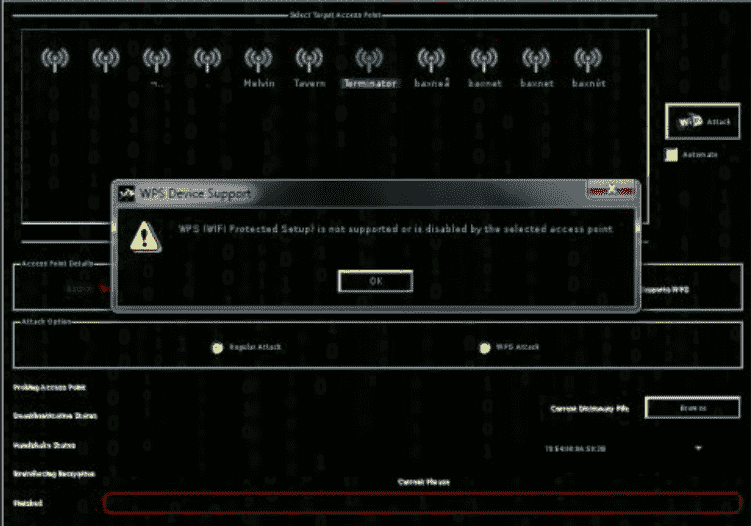 Select Target Access Point
Melvin Tavern Terminator baxnet baxnet
Attack
Automate
WPS Device Support
WPS (WIFI Protected Setup) is not supported or is disabled by the selected access point
OK
Access Point Details
Supports WPS
Attack Option
Regular Attack WPS Attack
Probing Access Point
Deauthentication Status
Current Dictionary File Browse
Handshake Status
Bruteforcing Encryption
Current Phrase
Finished